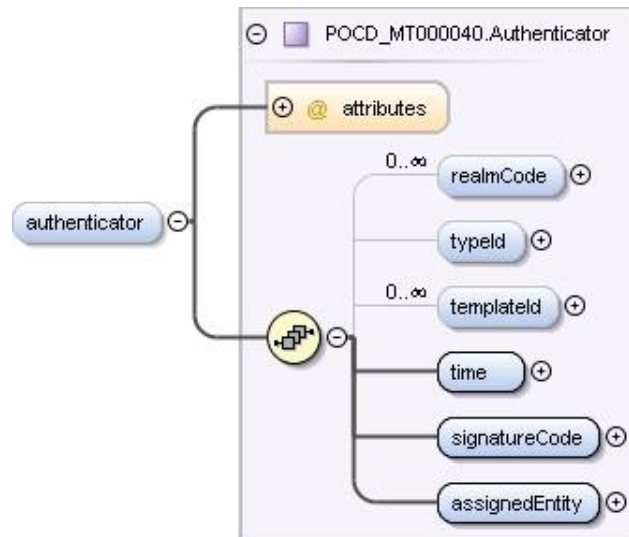 POCD_MT000040.Authenticator
@ attributes
0..∞
realmCode
authenticator
typeId
0..∞
templateId
time
signatureCode
assignedEntity